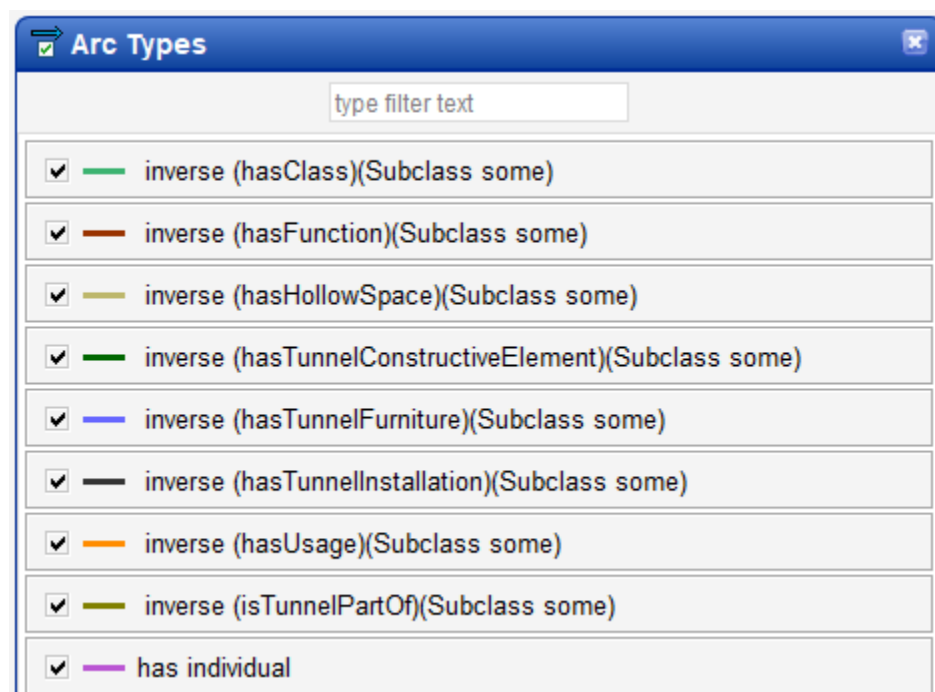 Arc Types
type filter text
inverse (hasClass)(Subclass some)
inverse (hasFunction)(Subclass some)
inverse (hasHollowSpace)(Subclass some)
inverse (hasTunnelConstructiveElement)(Subclass some)
inverse (hasTunnelFurniture)(Subclass some)
inverse (hasTunnelInstallation)(Subclass some)
inverse (hasUsage)(Subclass some)
inverse (isTunnelPartOf)(Subclass some)
has individual